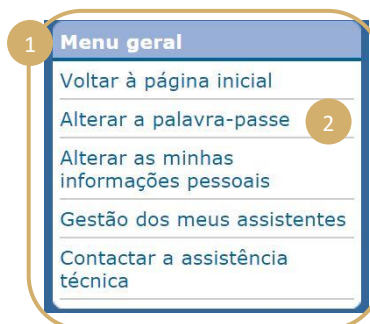 1 Menu geral
Voltar à página inicial
Alterar a palavra-passe 2
Alterar as minhas
informações pessoais
Gestão dos meus assistentes
Contactar a assistência
técnica